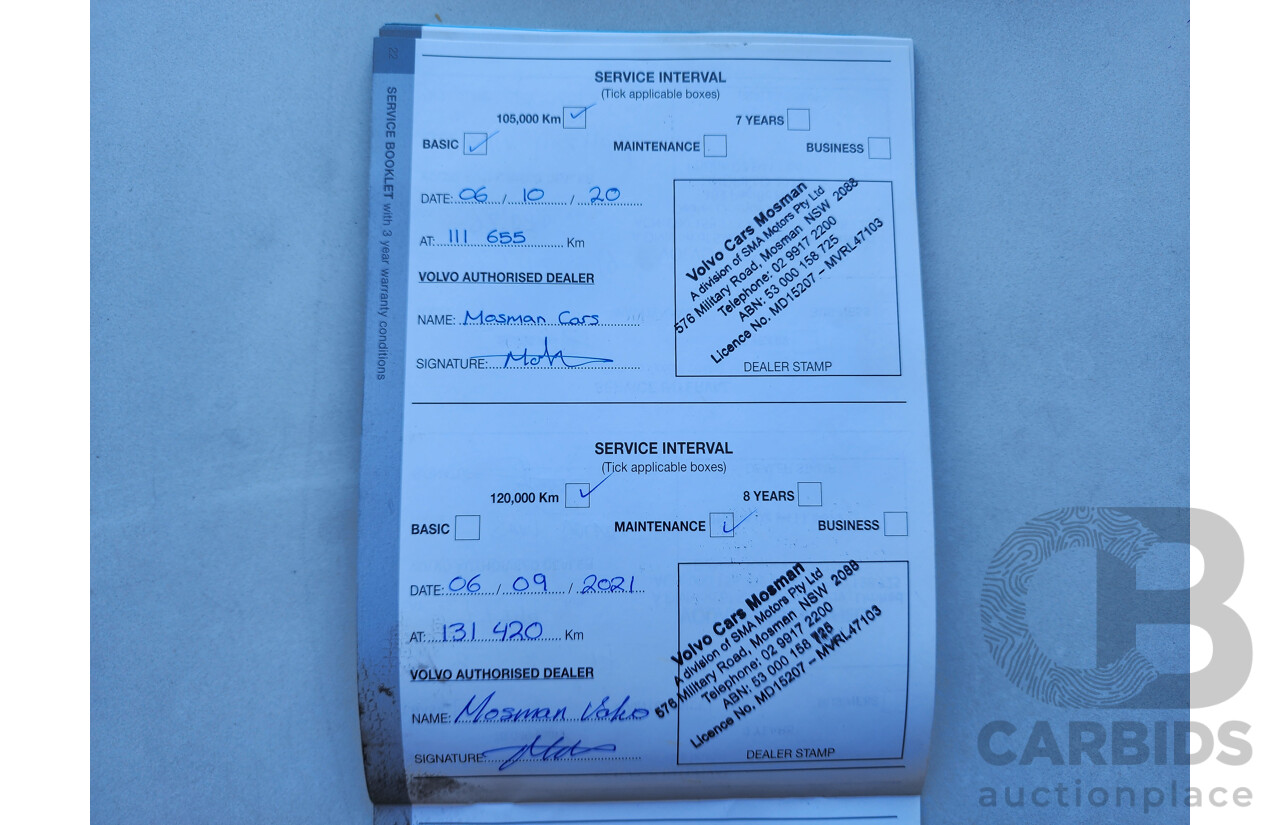 22
SERVICE BOOKLET with 3 year warranty conditions
SERVICE INTERVAL
(Tick applicable boxes)
105,000 Km 7 YEARS
BASIC MAINTENANCE BUSINESS
DATE: 06 / 10 / 20
AT: 111 655 Km
VOLVO AUTHORISED DEALER
NAME: Mosman Cars
SIGNATURE:
Volvo Cars Mosman
A division of SMA Motors Pty Ltd
576 Military Road, Mosman NSW 2088
Telephone: 02 9917 2200
ABN: 53 000 158 725
Licence No. MD15207 – MVRL47103
DEALER STAMP
SERVICE INTERVAL
(Tick applicable boxes)
120,000 Km 8 YEARS
BASIC MAINTENANCE BUSINESS
DATE: 06 / 09 / 2021
AT: 131 420 Km
VOLVO AUTHORISED DEALER
NAME: Mosman Volvo
SIGNATURE:
Volvo Cars Mosman
A division of SMA Motors Pty Ltd
576 Military Road, Mosman NSW 2088
Telephone: 02 9917 2200
ABN: 53 000 158 725
Licence No. MD15207 – MVRL47103
DEALER STAMP
CB
CARBIDS
auctionplace